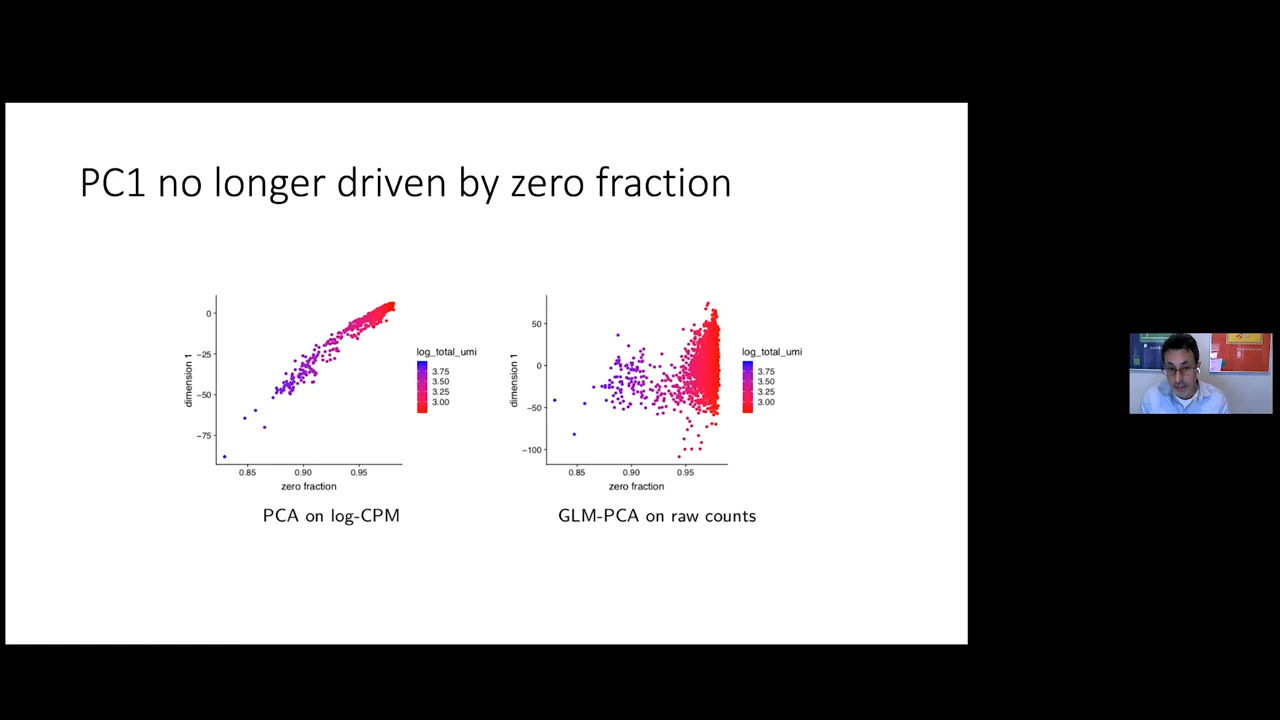 PC1 no longer driven by zero fraction
dimension 1
0
−25
−50
−75
0.85
0.90
0.95
zero fraction
log_total_umi
3.75
3.50
3.25
3.00
PCA on log-CPM
dimension 1
50
0
−50
−100
0.85
0.90
0.95
zero fraction
log_total_umi
3.75
3.50
3.25
3.00
GLM-PCA on raw counts